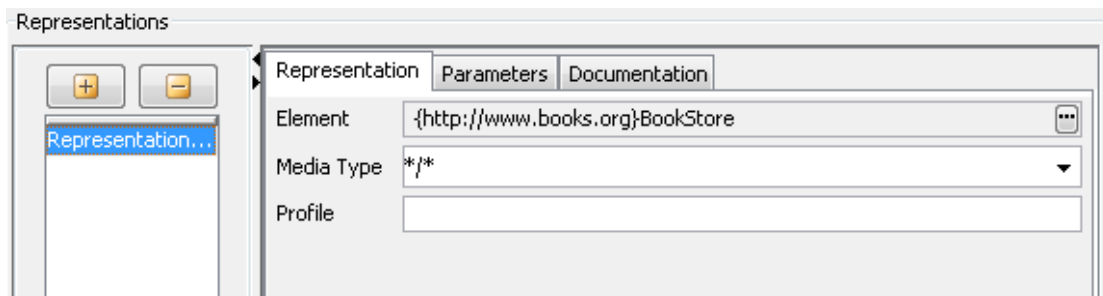 Representations
Representation Parameters Documentation
Representation...
Element {http://www.books.org}BookStore
Media Type */*
Profile